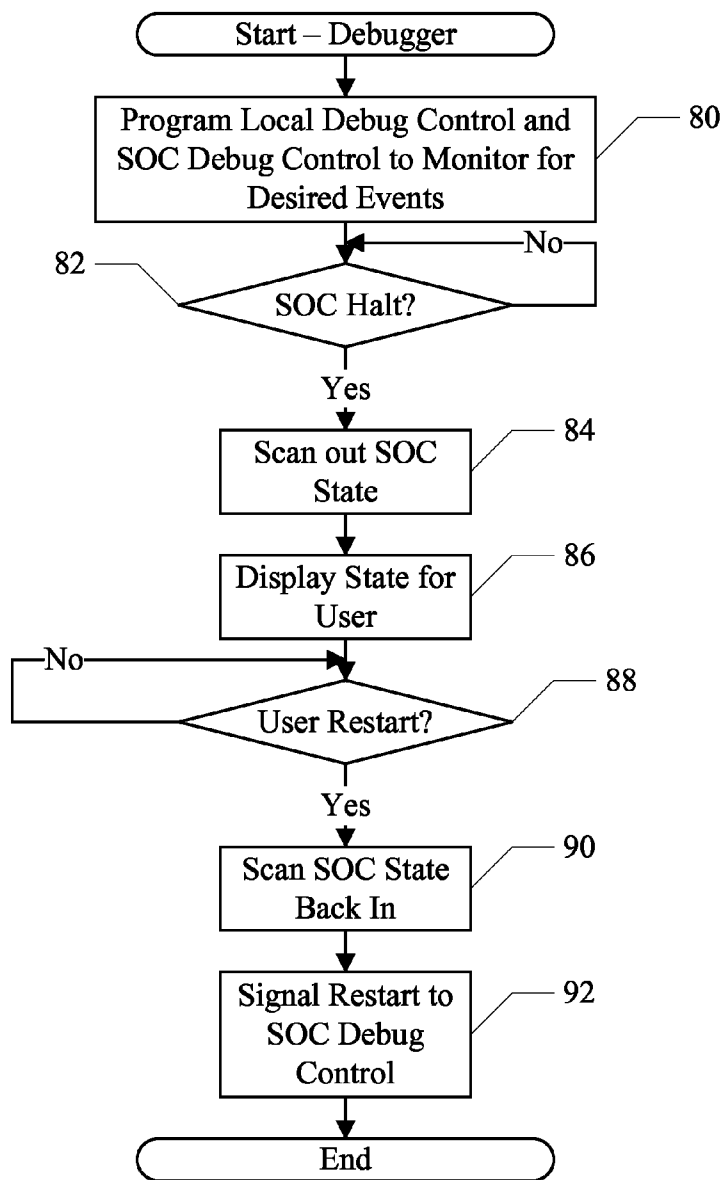 Start – Debugger
Program Local Debug Control and
SOC Debug Control to Monitor for
Desired Events
80
No
82
SOC Halt?
Yes
84
Scan out SOC
State
86
Display State for
User
No
88
User Restart?
Yes
90
Scan SOC State
Back In
92
Signal Restart to
SOC Debug
Control
End